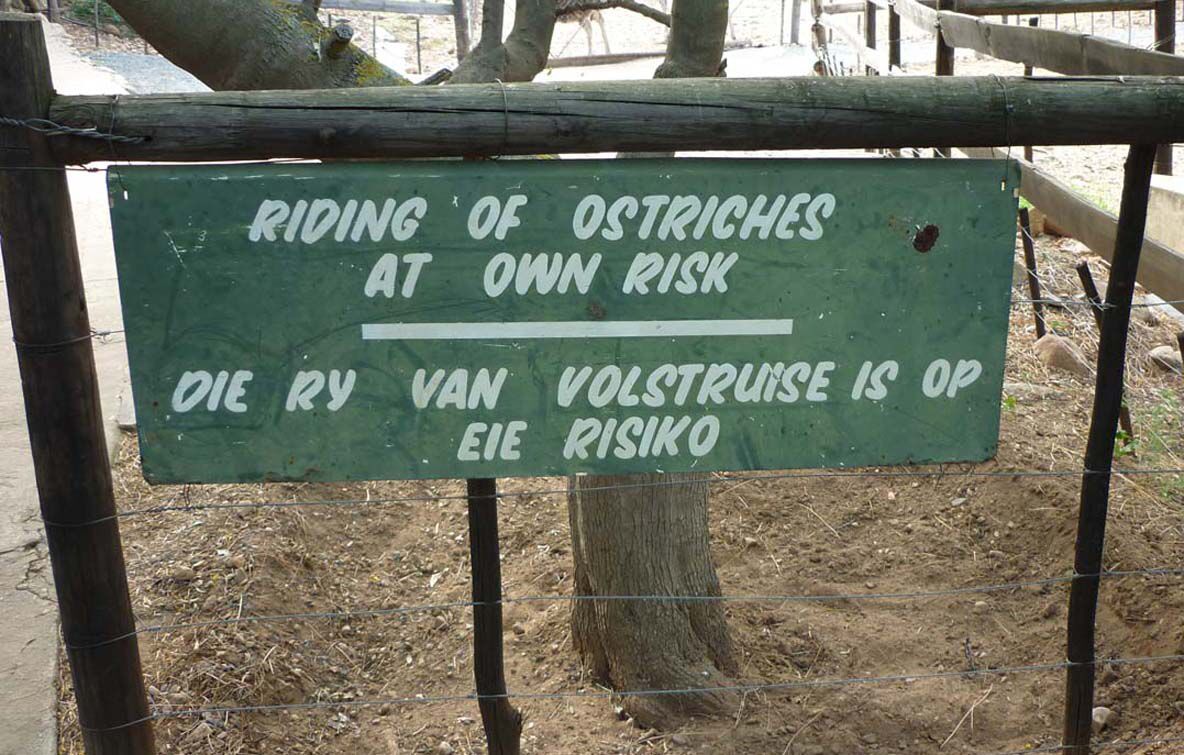 RIDING OF OSTRICHES
AT OWN RISK
DIE RY VAN VOLSTRUISE IS OP
EIE RISIKO